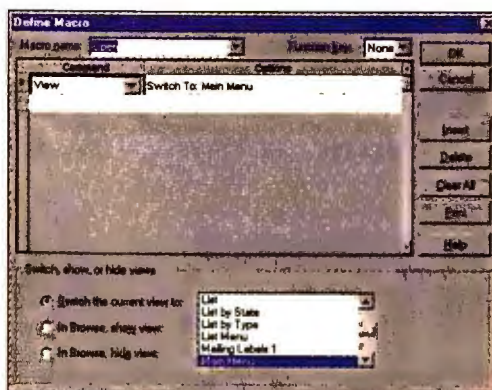 Define Macro
Macro name: Open Function key: None OK
Command Options Cancel
View Switch To: Main Menu
Insert
Delete
Clear All
Run
Help
Switch, show, or hide views
Switch the current view to:
In Browse, show view:
In Browse, hide view:
List
List by State
List by Type
List Menu
Mailing Labels 1
Main Menu